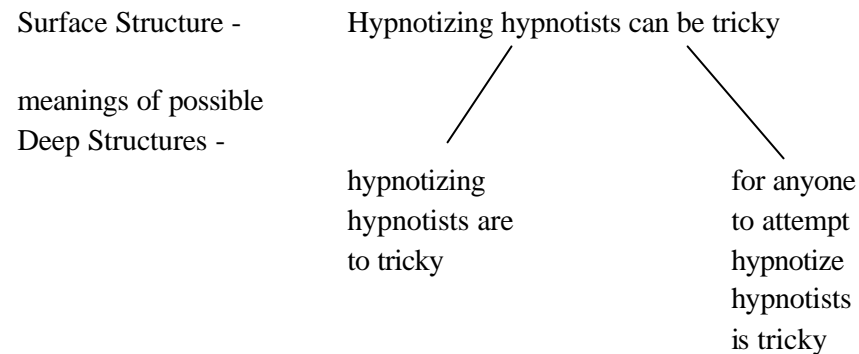 Surface Structure - Hypnotizing hypnotists can be tricky
meanings of possible
Deep Structures -
hypnotizing
hypnotists are
to tricky
for anyone
to attempt
hypnotize
hypnotists
is tricky